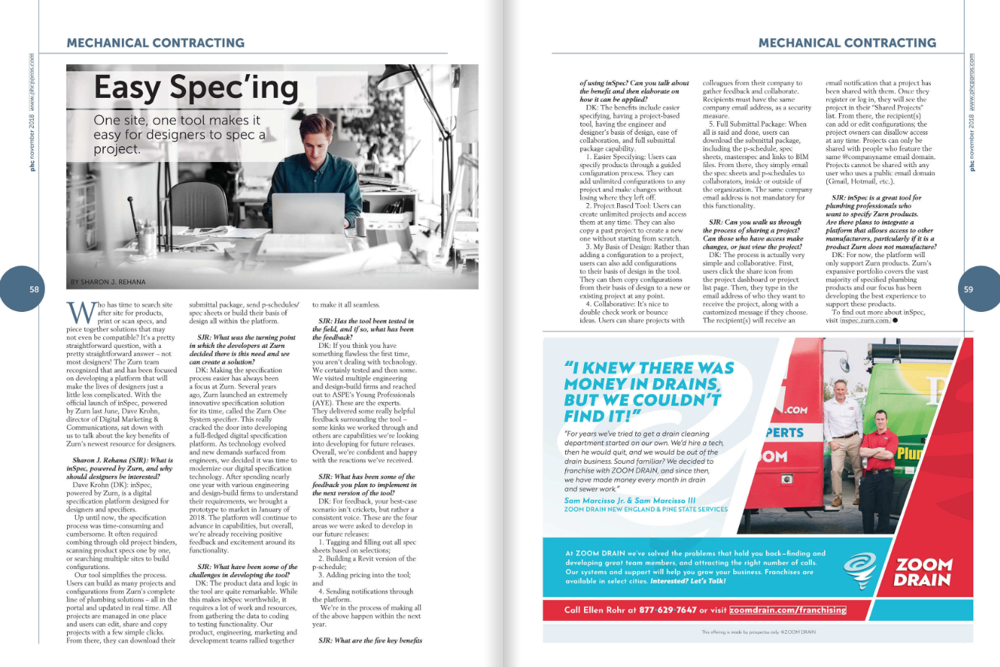 MECHANICAL CONTRACTING
phc november 2018 www.phcppros.com
Easy Spec'ing
One site, one tool makes it
easy for designers to spec a
project.
BY SHARON J. REHANA
58
Who has time to search site
after site for products,
print or scan specs, and
piece together solutions that may
not even be compatible? It's a pretty
straightforward question, with a
pretty straightforward answer – not
most designers! The Zurn team
recognized that and has been focused
on developing a platform that will
make the lives of designers just a
little less complicated. With the
official launch of inSpec, powered
by Zurn last June, Dave Krohn,
director of Digital Marketing &
Communications, sat down with
us to talk about the key benefits of
Zurn's newest resource for designers.
Sharon J. Rehana (SJR): What is
inSpec, powered by Zurn, and why
should designers be interested?
Dave Krohn (DK): inSpec,
powered by Zurn, is a digital
specification platform designed for
designers and specifiers.
Up until now, the specification
process was time-consuming and
cumbersome. It often required
combing through old project binders,
scanning product specs one by one,
or searching multiple sites to build
configurations.
Our tool simplifies the process.
Users can build as many projects and
configurations from Zurn's complete
line of plumbing solutions – all in the
portal and updated in real time. All
projects are managed in one place
and users can edit, share and copy
projects with a few simple clicks.
From there, they can download their
submittal package, send p-schedules/
spec sheets or build their basis of
design all within the platform.
SJR: What was the turning point
in which the developers at Zurn
decided there is this need and we
can create a solution?
DK: Making the specification
process easier has always been
a focus at Zurn. Several years
ago, Zurn launched an extremely
innovative specification solution
for its time, called the Zurn One
System specifier. This really
cracked the door into developing
a full-fledged digital specification
platform. As technology evolved
and new demands surfaced from
engineers, we decided it was time to
modernize our digital specification
technology. After spending nearly
one year with various engineering
and design-build firms to understand
their requirements, we brought a
prototype to market in January of
2018. The platform will continue to
advance in capabilities, but overall,
we're already receiving positive
feedback and excitement around its
functionality.
SJR: What have been some of the
challenges in developing the tool?
DK: The product data and logic in
the tool are quite remarkable. While
this makes inSpec worthwhile, it
requires a lot of work and resources,
from gathering the data to coding
to testing functionality. Our
product, engineering, marketing and
development teams rallied together
to make it all seamless.
SJR: Has the tool been tested in
the field, and if so, what has been
the feedback?
DK: If you think you have
something flawless the first time,
you aren't dealing with technology.
We certainly tested and then some.
We visited multiple engineering
and design-build firms and reached
out to ASPE's Young Professionals
(AYE). These are the experts.
They delivered some really helpful
feedback surrounding the tool –
some kinks we worked through and
others are capabilities we're looking
into developing for future releases.
Overall, we're confident and happy
with the reactions we've received.
SJR: What has been some of the
feedback you plan to implement in
the next version of the tool?
DK: For feedback, your best-case
scenario isn't crickets, but rather a
consistent voice. These are the four
areas we were asked to develop in
our future releases:
1. Tagging and filling out all spec
sheets based on selections;
2. Building a Revit version of the
p-schedule;
3. Adding pricing into the tool;
and
4. Sending notifications through
the platform.
We're in the process of making all
of the above happen within the next
year.
SJR: What are the five key benefits
MECHANICAL CONTRACTING
phc november 2018 www.phcppros.com
59
of using inSpec? Can you talk about
the benefit and then elaborate on
how it can be applied?
DK: The benefits include easier
specifying, having a project-based
tool, having the engineer and
designer's basis of design, ease of
collaboration, and full submittal
package capability.
1. Easier Specifying: Users can
specify products through a guided
configuration process. They can
add unlimited configurations to any
project and make changes without
losing where they left off.
2. Project Based Tool: Users can
create unlimited projects and access
them at any time. They can also
copy a past project to create a new
one without starting from scratch.
3. My Basis of Design: Rather than
adding a configuration to a project,
users can also add configurations
to their basis of design in the tool.
They can then copy configurations
from their basis of design to a new or
existing project at any point.
4. Collaborative: It's nice to
double check work or bounce
ideas. Users can share projects with
colleagues from their company to
gather feedback and collaborate.
Recipients must have the same
company email address, as a security
measure.
5. Full Submittal Package: When
all is said and done, users can
download the submittal package,
including the p-schedule, spec
sheets, masterspec and links to BIM
files. From there, they simply email
the spec sheets and p-schedules to
collaborators, inside or outside of
the organization. The same company
email address is not mandatory for
this functionality.
SJR: Can you walk us through
the process of sharing a project?
Can those who have access make
changes, or just view the project?
DK: The process is actually very
simple and collaborative. First,
users click the share icon from
the project dashboard or project
list page. Then, they type in the
email address of who they want to
receive the project, along with a
customized message if they choose.
The recipient(s) will receive an
email notification that a project has
been shared with them. Once they
register or log in, they will see the
project in their "Shared Projects"
list. From there, the recipient(s)
can add or edit configurations; the
project owners can disallow access
at any time. Projects can only be
shared with people who feature the
same @companyname email domain.
Projects cannot be shared with any
user who uses a public email domain
(Gmail, Hotmail, etc.).
SJR: inSpec is a great tool for
plumbing professionals who
want to specify Zurn products.
Are there plans to integrate a
platform that allows access to other
manufacturers, particularly if it is a
product Zurn does not manufacture?
DK: For now, the platform will
only support Zurn products. Zurn's
expansive portfolio covers the vast
majority of specified plumbing
products and our focus has been
developing the best experience to
support these products.
To find out more about inSpec,
visit inspec.zurn.com.
"I KNEW THERE WAS
MONEY IN DRAINS,
BUT WE COULDN'T
FIND IT!"
"For years we've tried to get a drain cleaning
department started on our own. We'd hire a tech,
then he would quit, and we would be out of the
drain business. Sound familiar? We decided to
franchise with ZOOM DRAIN, and since then,
we have made money every month in drain
and sewer work."
Sam Marcisso Jr. & Sam Marcisso III
ZOOM DRAIN NEW ENGLAND & PINE STATE SERVICES
.COM
PERTS
OM
Plur
At ZOOM DRAIN we've solved the problems that hold you back—finding and
developing great team members, and attracting the right number of calls.
Our systems and support will help you grow your business. Franchises are
available in select cities. Interested? Let's Talk!
ZOOM
DRAIN
Call Ellen Rohr at 877-629-7647 or visit zoomdrain.com/franchising
This offering is made by prospectus only. ©ZOOM DRAIN